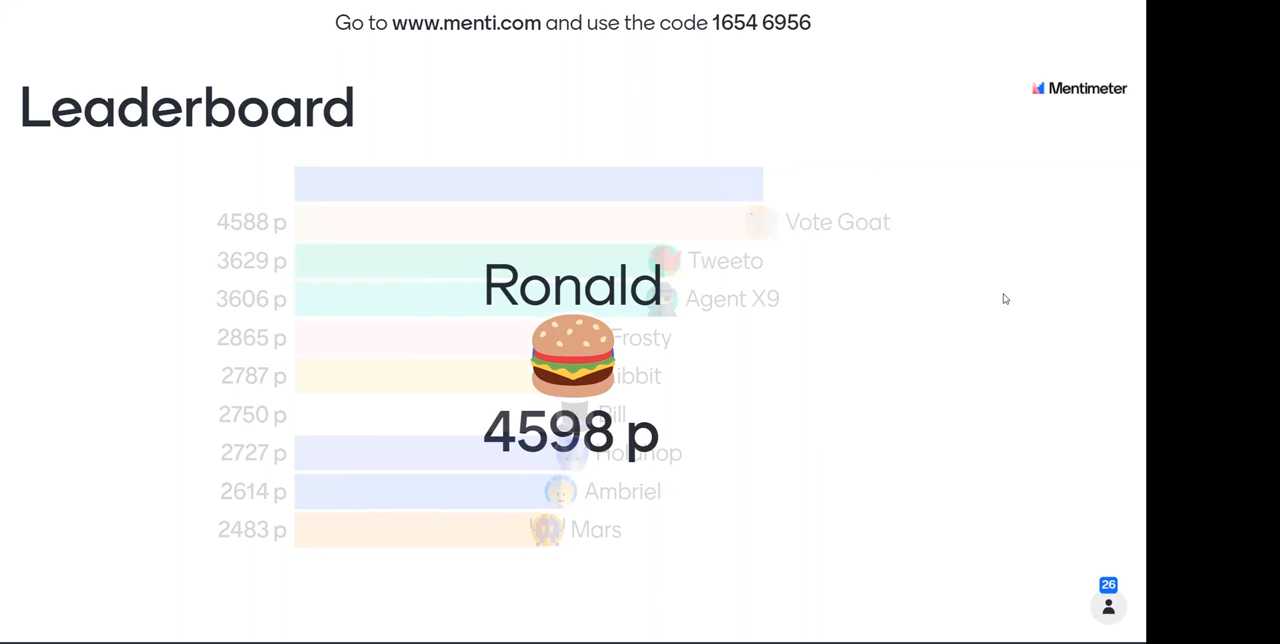 Go to www.menti.com and use the code 1654 6956
Mentimeter
Leaderboard
4588 p Vote Goat
3629 p Tweeto
3606 p Agent X9
2865 p Frosty
2787 p
2750 p
2727 p
2614 p Ambriel
2483 p Mars
Ronald
4598 p
26